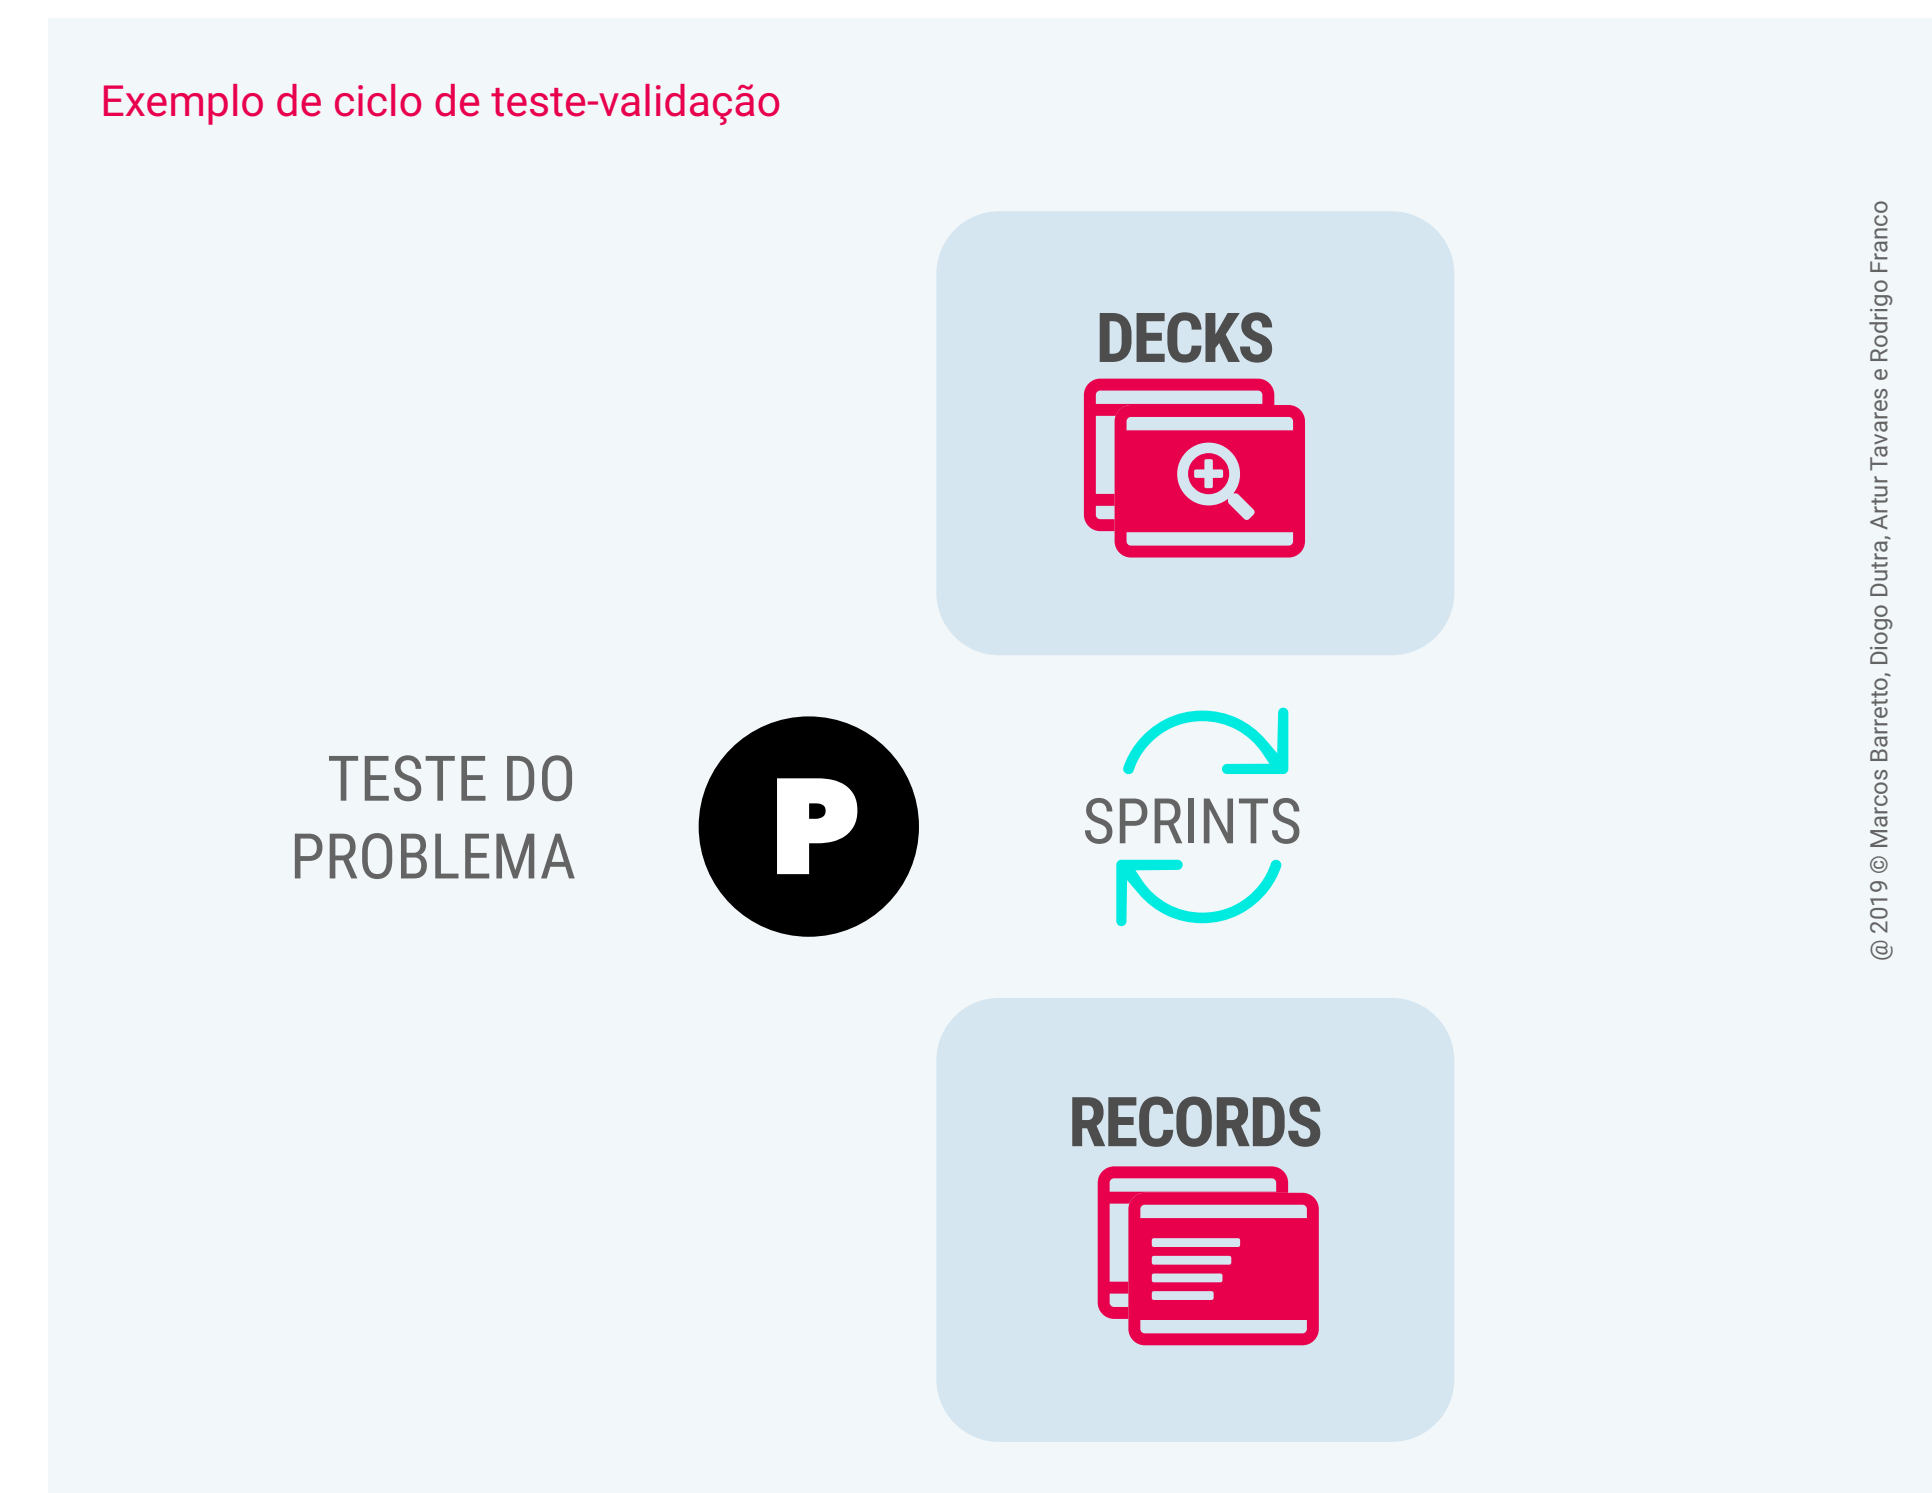 Exemplo de ciclo de teste-validação
DECKS
TESTE DO
PROBLEMA
P
SPRINTS
RECORDS
@ 2019 © Marcos Barretto, Diogo Dutra, Artur Tavares e Rodrigo Franco